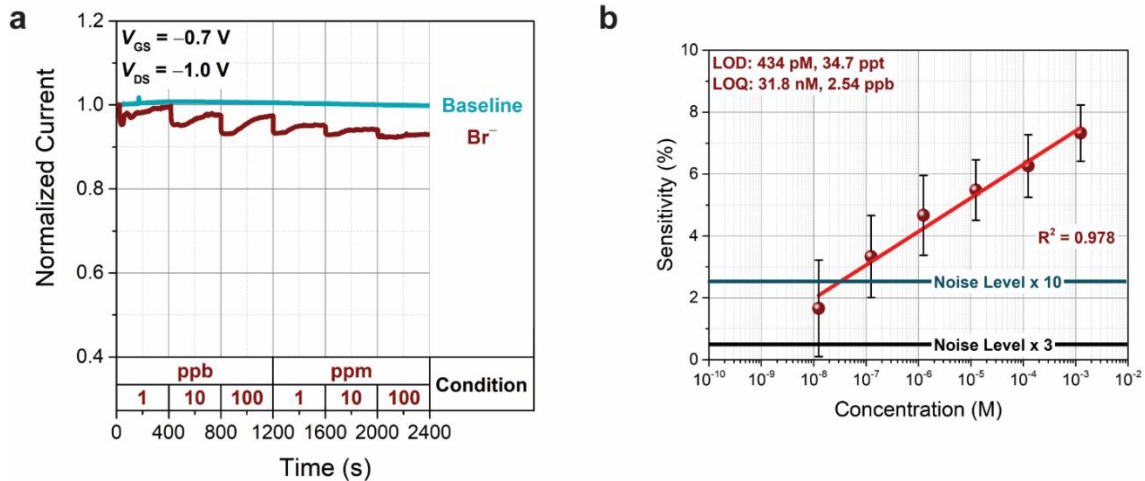 a
1.2
V_GS = −0.7 V
V_DS = −1.0 V
1.0
Baseline
Br⁻
0.8
0.6
0.4
Normalized Current
ppb
ppm
Condition
1 10 100 1 10 100
0 400 800 1200 1600 2000 2400
Time (s)
b
10
LOD: 434 pM, 34.7 ppt
LOQ: 31.8 nM, 2.54 ppb
8
6
4
R² = 0.978
Noise Level x 10
2
Noise Level x 3
0
Sensitivity (%)
10⁻¹⁰ 10⁻⁹ 10⁻⁸ 10⁻⁷ 10⁻⁶ 10⁻⁵ 10⁻⁴ 10⁻³ 10⁻²
Concentration (M)